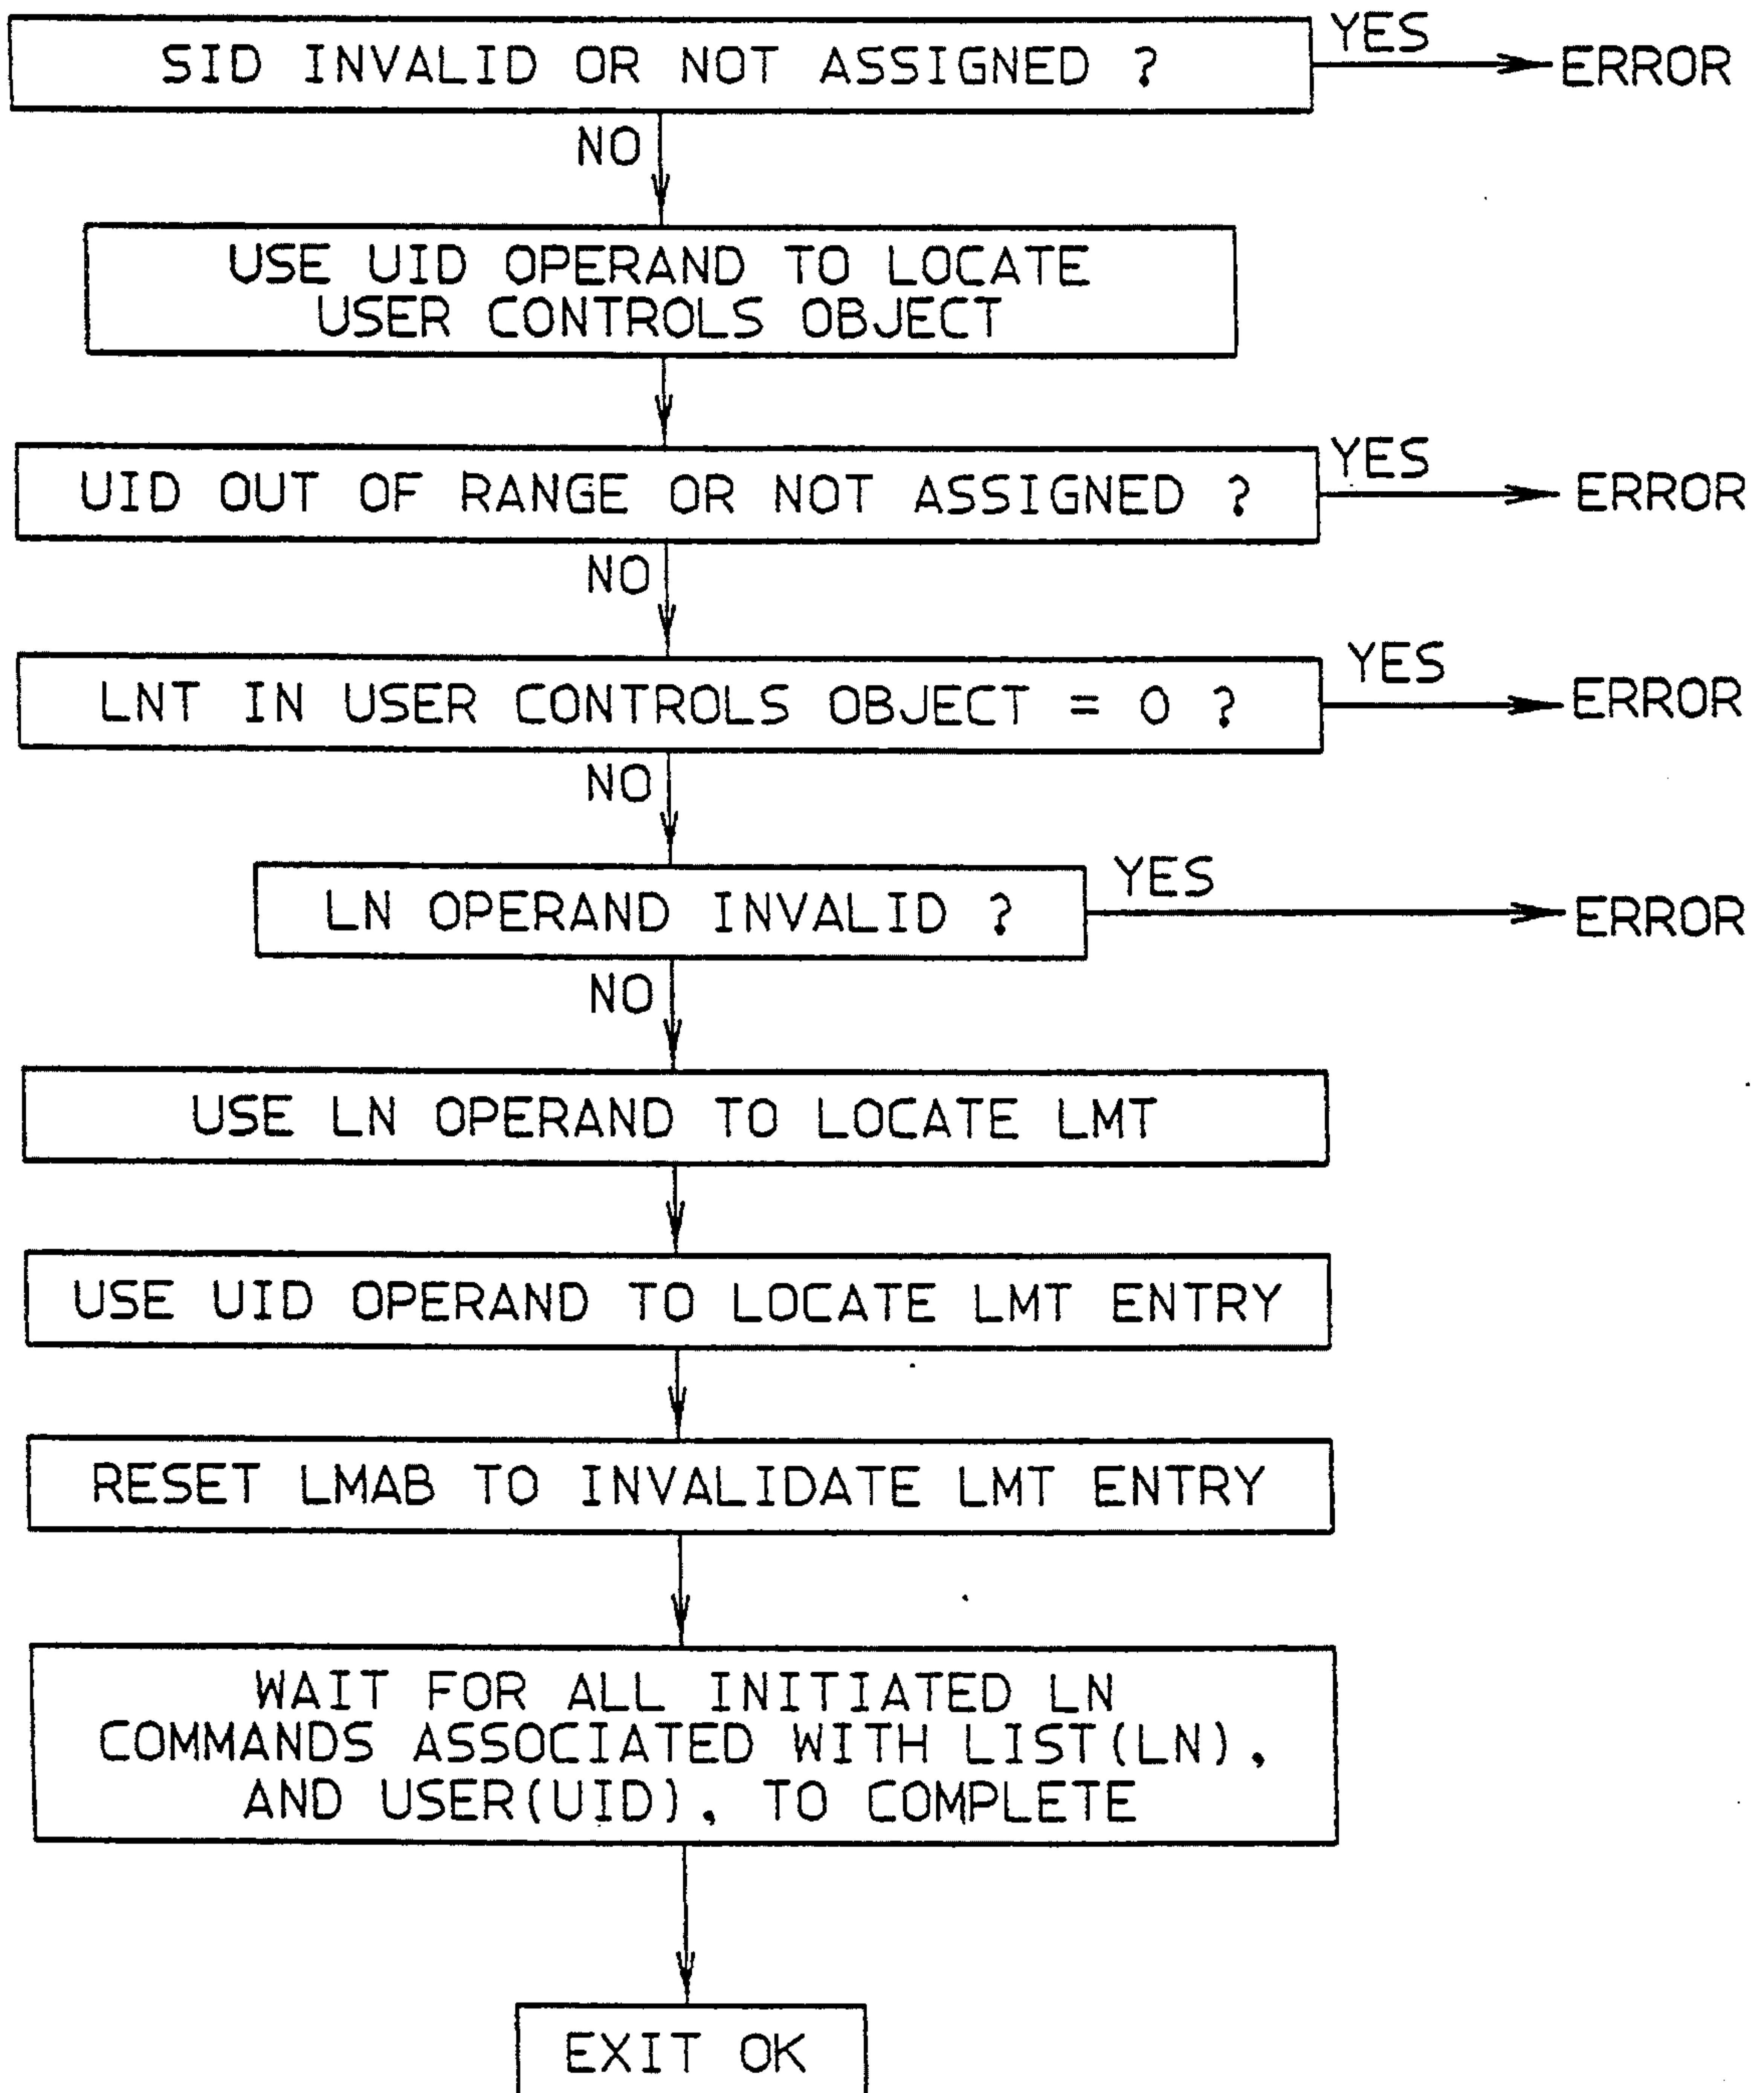 SID INVALID OR NOT ASSIGNED ?
YES
ERROR
NO
USE UID OPERAND TO LOCATE
USER CONTROLS OBJECT
UID OUT OF RANGE OR NOT ASSIGNED ?
YES
ERROR
NO
LNT IN USER CONTROLS OBJECT = 0 ?
YES
ERROR
NO
LN OPERAND INVALID ?
YES
ERROR
NO
USE LN OPERAND TO LOCATE LMT
USE UID OPERAND TO LOCATE LMT ENTRY
RESET LMAB TO INVALIDATE LMT ENTRY
WAIT FOR ALL INITIATED LN
COMMANDS ASSOCIATED WITH LIST(LN),
AND USER(UID), TO COMPLETE
EXIT OK